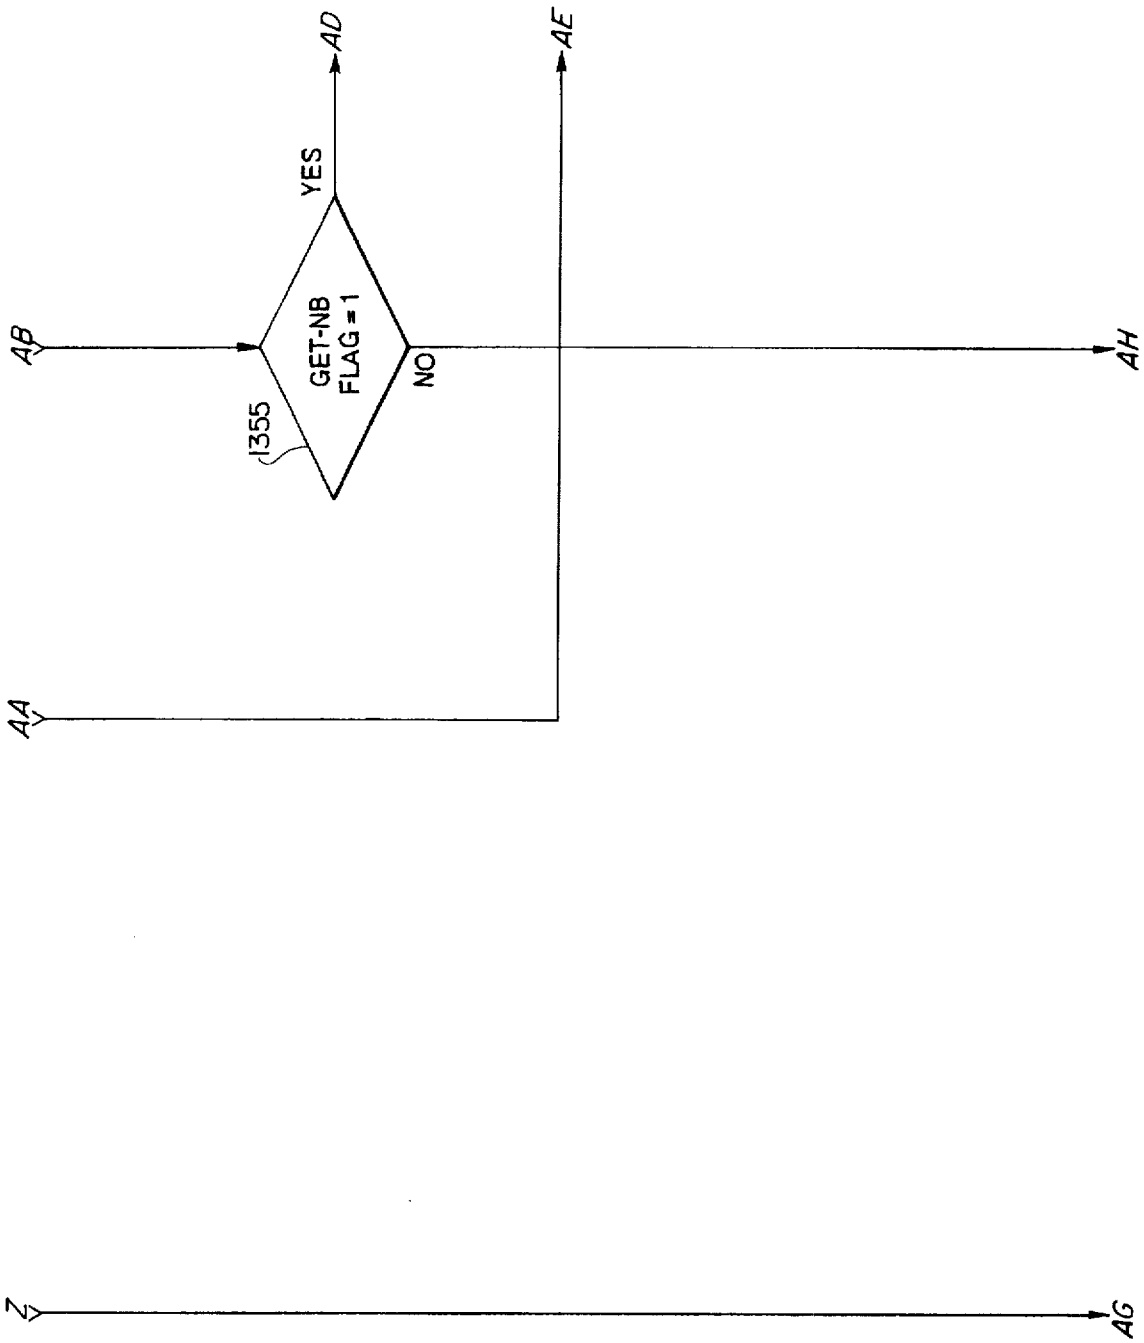 Z
AA
AB
1355
GET-NB
FLAG = 1
YES
AD
NO
AE
AG
AH